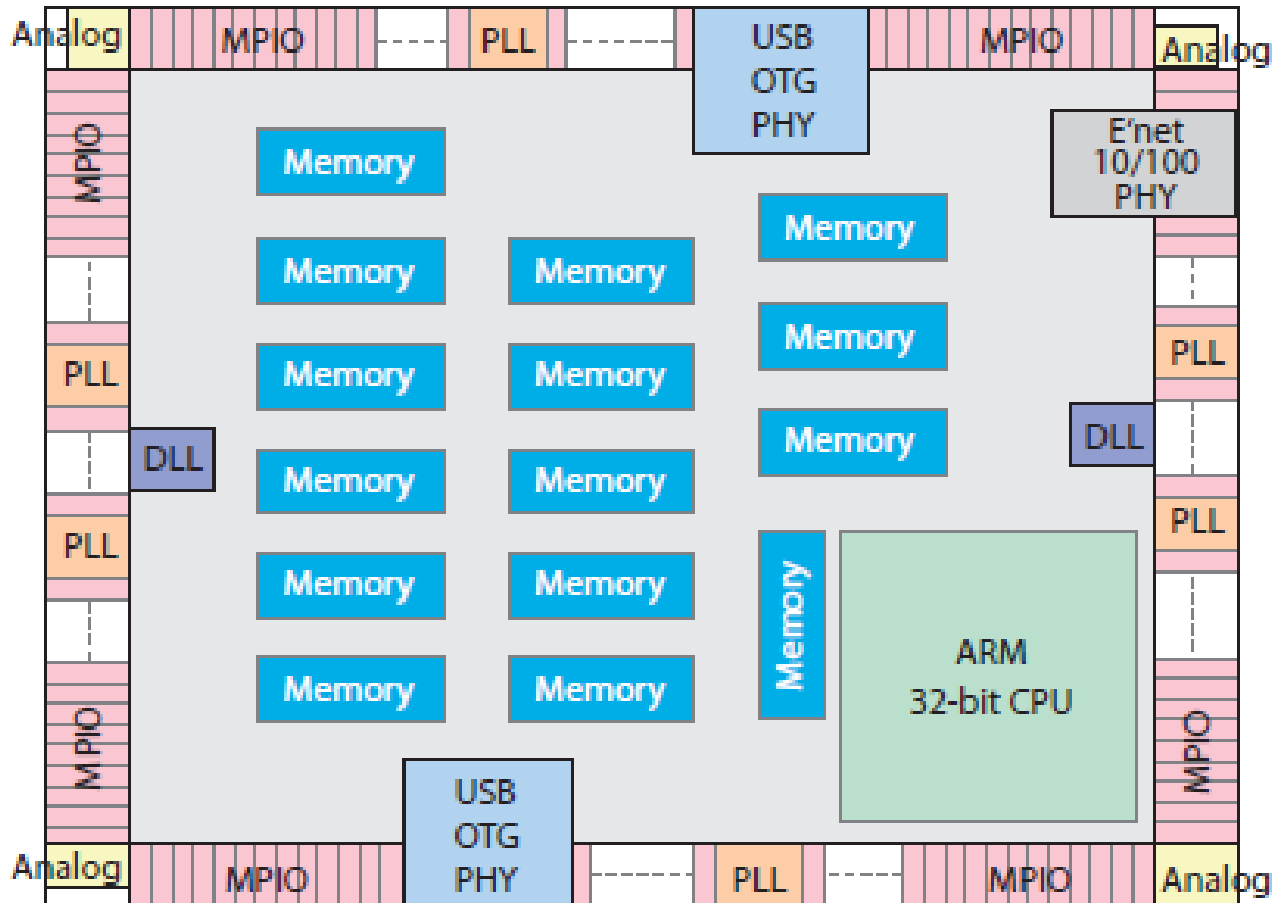 Analog
MPIO
PLL
USB
OTG
PHY
MPIO
Analog
MPIO
E'net
10/100
PHY
Memory
Memory
Memory
Memory
Memory
Memory
Memory
PLL
Memory
Memory
PLL
DLL
Memory
DLL
Memory
Memory
PLL
PLL
Memory
Memory
Memory
ARM
32-bit CPU
Memory
Memory
MPIO
MPIO
USB
OTG
PHY
Analog
MPIO
PLL
MPIO
Analog